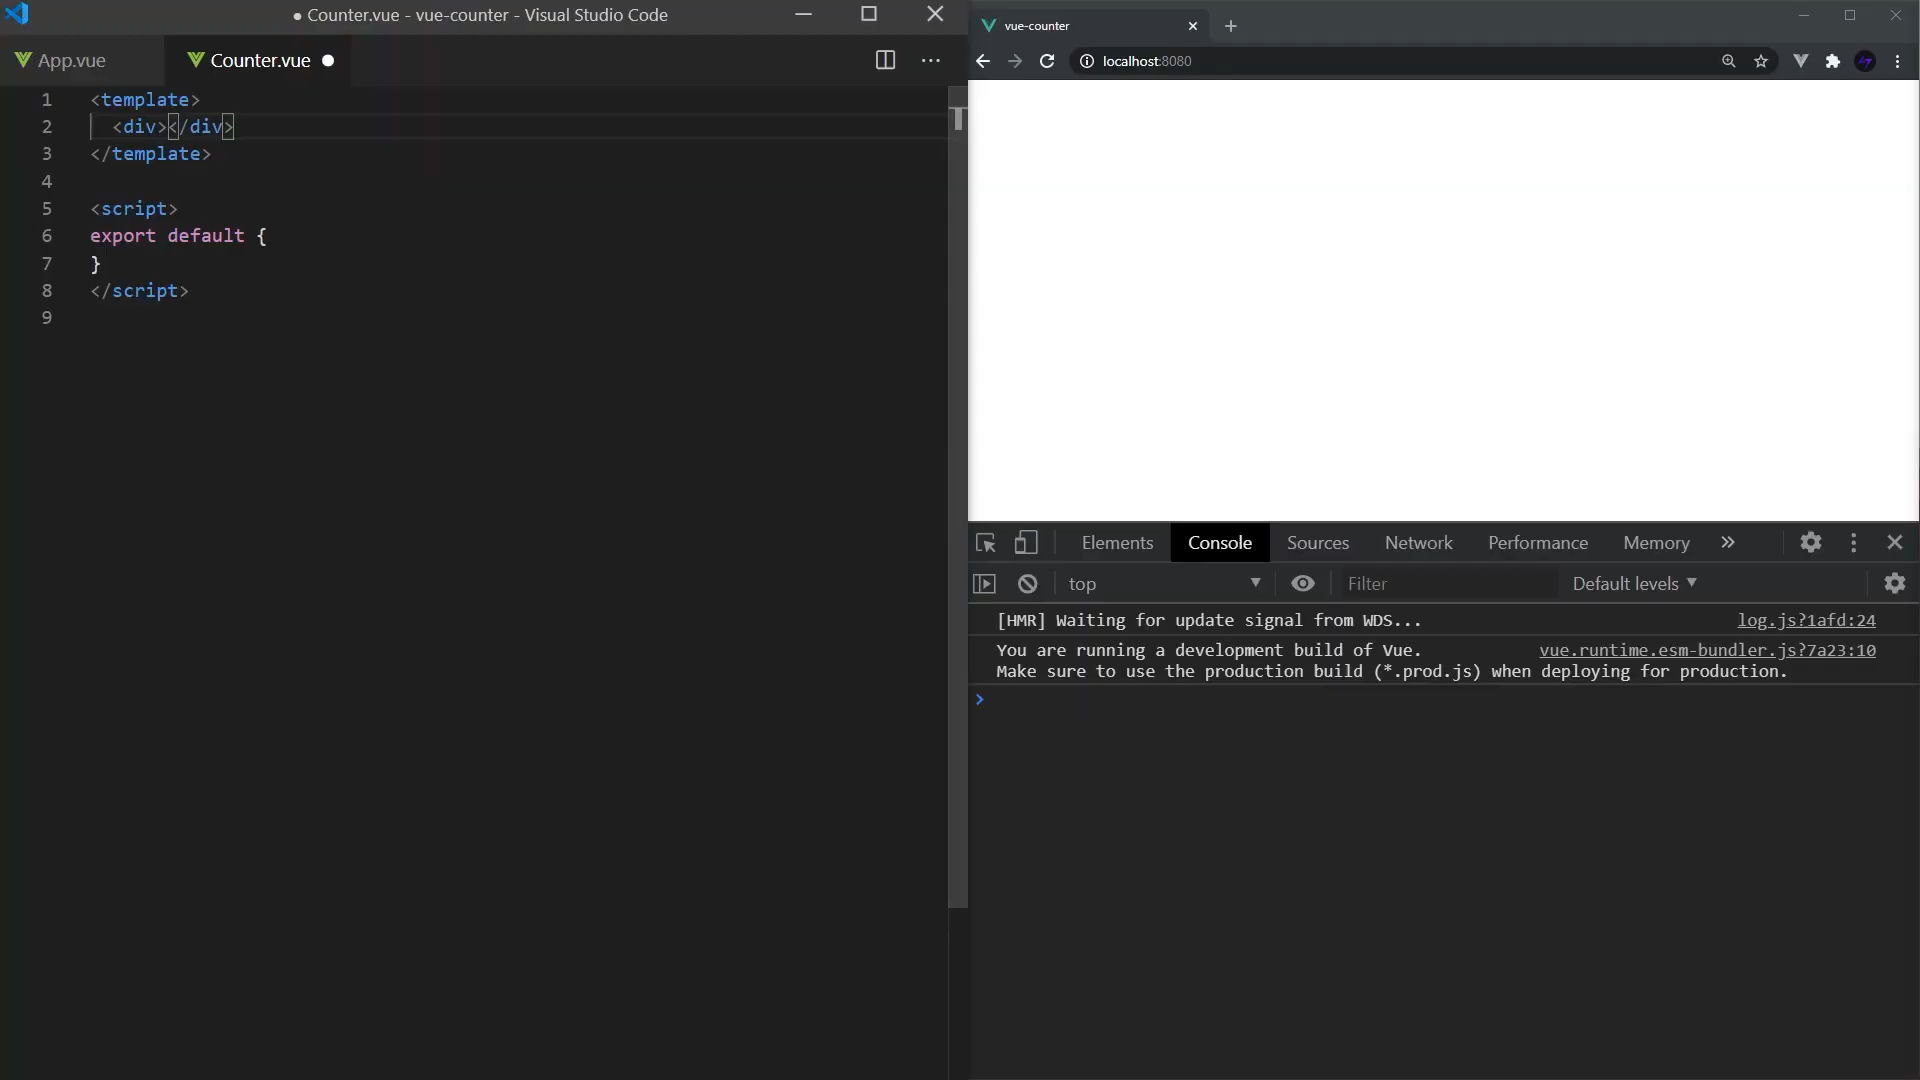 ● Counter.vue - vue-counter - Visual Studio Code
App.vue
Counter.vue ●
1 <template>
2   <div></div>
3 </template>
4
5 <script>
6 export default {
7 }
8 </script>
9
vue-counter
localhost:8080
Elements Console Sources Network Performance Memory »
top Filter Default levels
[HMR] Waiting for update signal from WDS... log.js?1afd:24
You are running a development build of Vue. vue.runtime.esm-bundler.js?7a23:10
Make sure to use the production build (*.prod.js) when deploying for production.